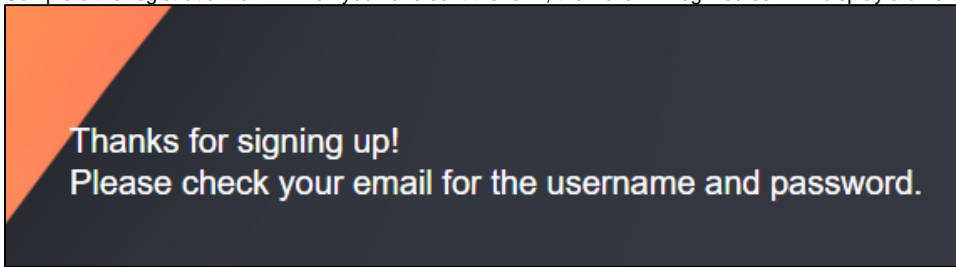 Thanks for signing up!
Please check your email for the username and password.